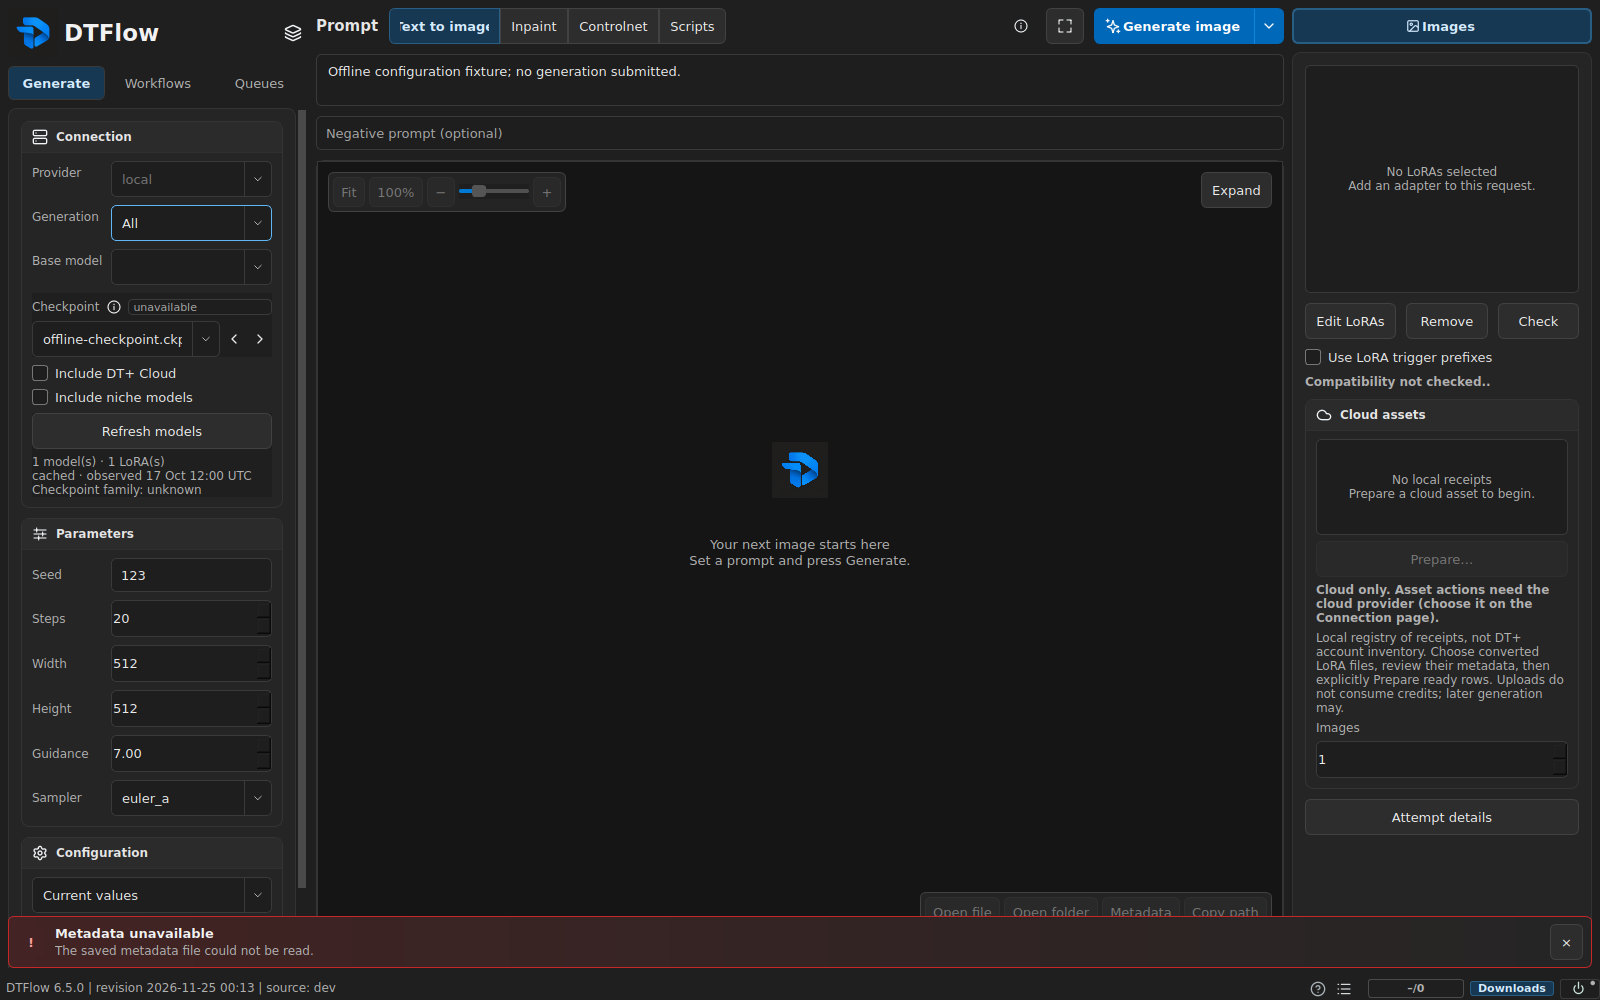 DTFlow
Prompt
Text to image
Inpaint
Controlnet
Scripts
Generate image
Images
Generate
Workflows
Queues
Offline configuration fixture; no generation submitted.
Negative prompt (optional)
Connection
Provider
local
Generation
All
Base model
Checkpoint
unavailable
offline-checkpoint.ckp
Include DT+ Cloud
Include niche models
Refresh models
1 model(s) · 1 LoRA(s)
cached · observed 17 Oct 12:00 UTC
Checkpoint family: unknown
Parameters
Seed
123
Steps
20
Width
512
Height
512
Guidance
7.00
Sampler
euler_a
Configuration
Current values
Fit
100%
−
+
Expand
Your next image starts here
Set a prompt and press Generate.
Open file
Open folder
Metadata
Copy path
No LoRAs selected
Add an adapter to this request.
Edit LoRAs
Remove
Check
Use LoRA trigger prefixes
Compatibility not checked..
Cloud assets
No local receipts
Prepare a cloud asset to begin.
Prepare...
Cloud only. Asset actions need the
cloud provider (choose it on the
Connection page).
Local registry of receipts, not DT+
account inventory. Choose converted
LoRA files, review their metadata, then
explicitly Prepare ready rows. Uploads do
not consume credits; later generation
may.
Images
1
Attempt details
! Metadata unavailable
The saved metadata file could not be read.
×
DTFlow 6.5.0 | revision 2026-11-25 00:13 | source: dev
–/0
Downloads